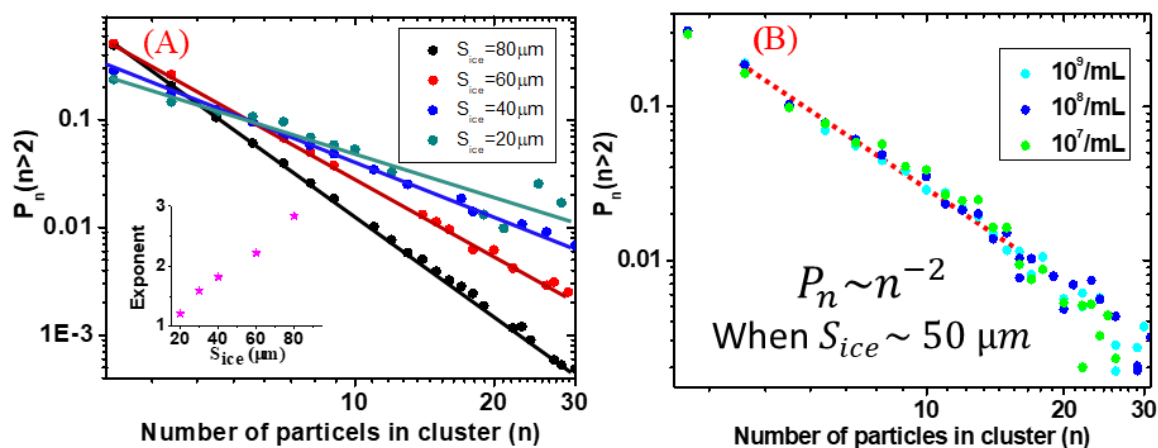 (A)
S_ice=80μm
S_ice=60μm
S_ice=40μm
S_ice=20μm
P_n(n>2)
0.1
0.01
1E-3
10
30
Number of particels in cluster (n)
Exponent
3
2
1
20
40
60
80
S_ice (μm)
(B)
10^9/mL
10^8/mL
10^7/mL
P_n(n>2)
0.1
0.01
P_n~n^-2
When S_ice~ 50 μm
10
20
30
Number of particles in cluster (n)